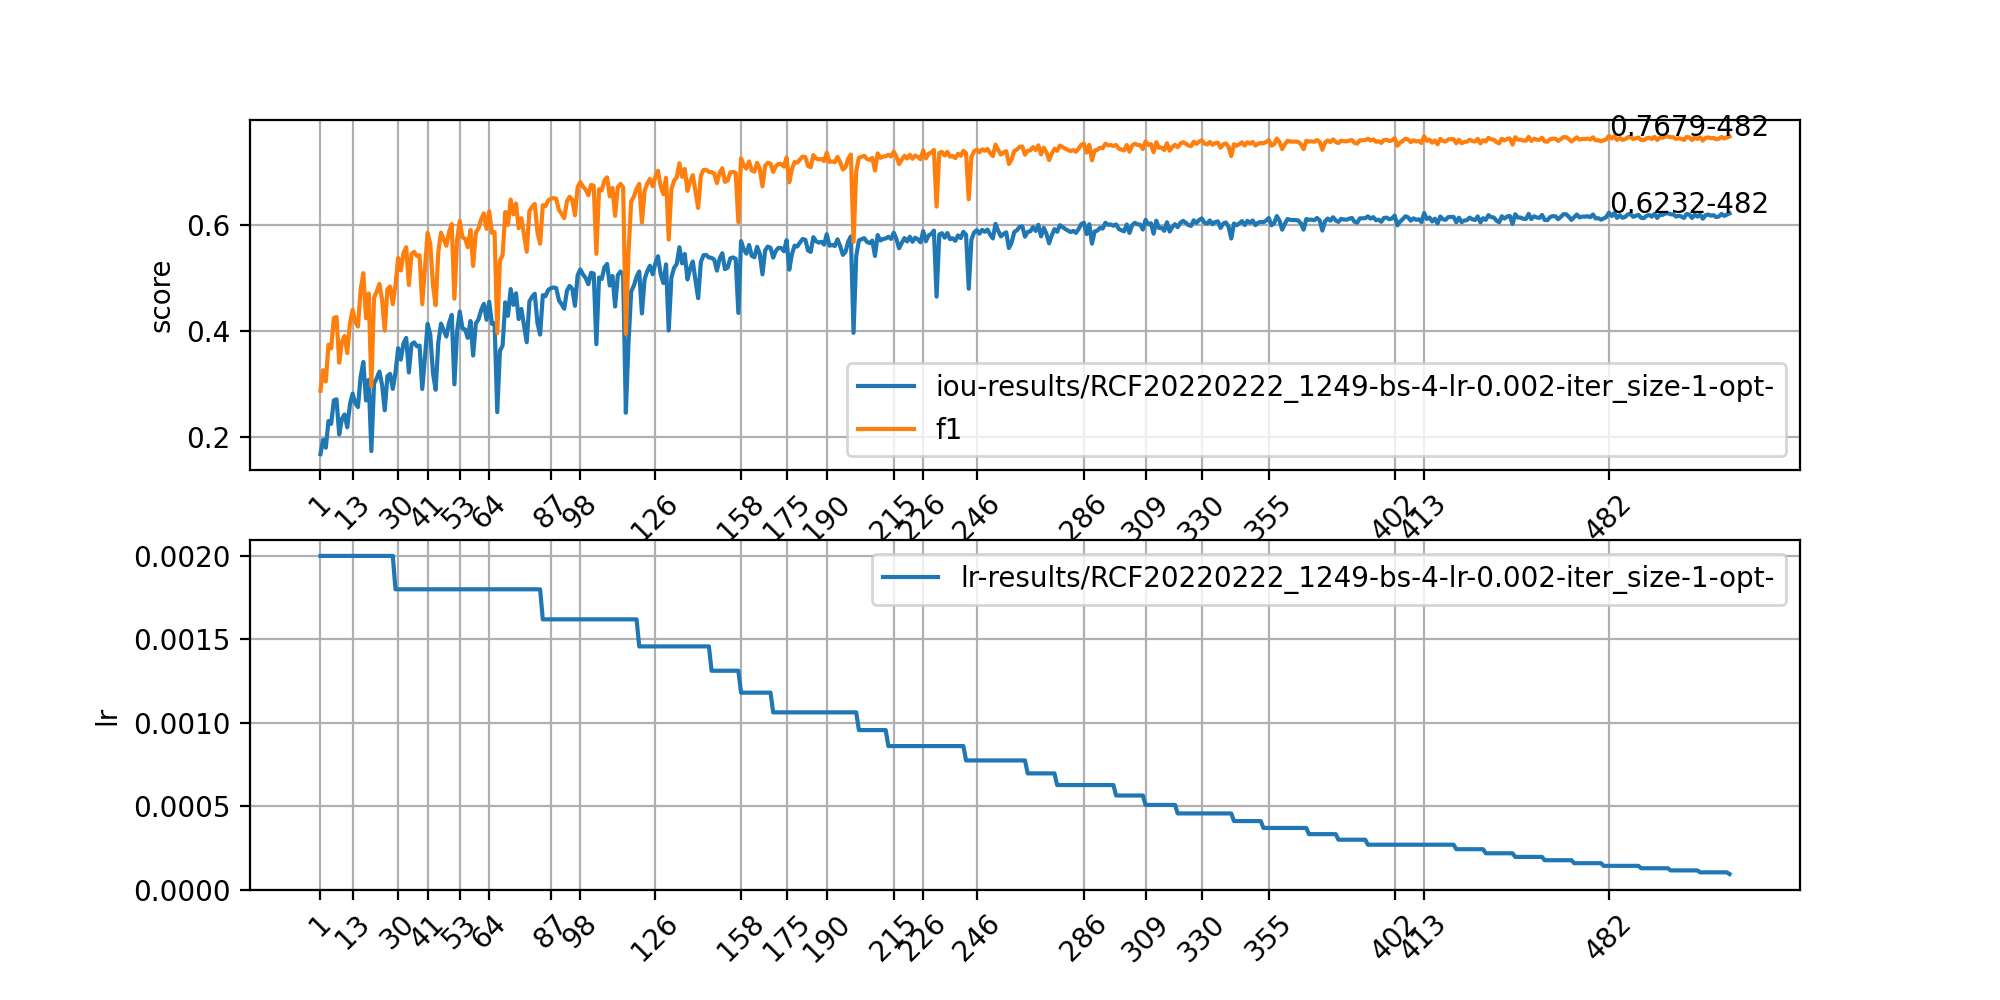 0.7679-482
0.6232-482
score
0.6
0.4
0.2
iou-results/RCF20220222_1249-bs-4-lr-0.002-iter_size-1-opt-
f1
1 13 30 41 53 64 87 98 126 158 175 190 215 226 246 286 309 330 355 402 413 482
lr-results/RCF20220222_1249-bs-4-lr-0.002-iter_size-1-opt-
lr
0.0020
0.0015
0.0010
0.0005
0.0000
1 13 30 41 53 64 87 98 126 158 175 190 215 226 246 286 309 330 355 402 413 482